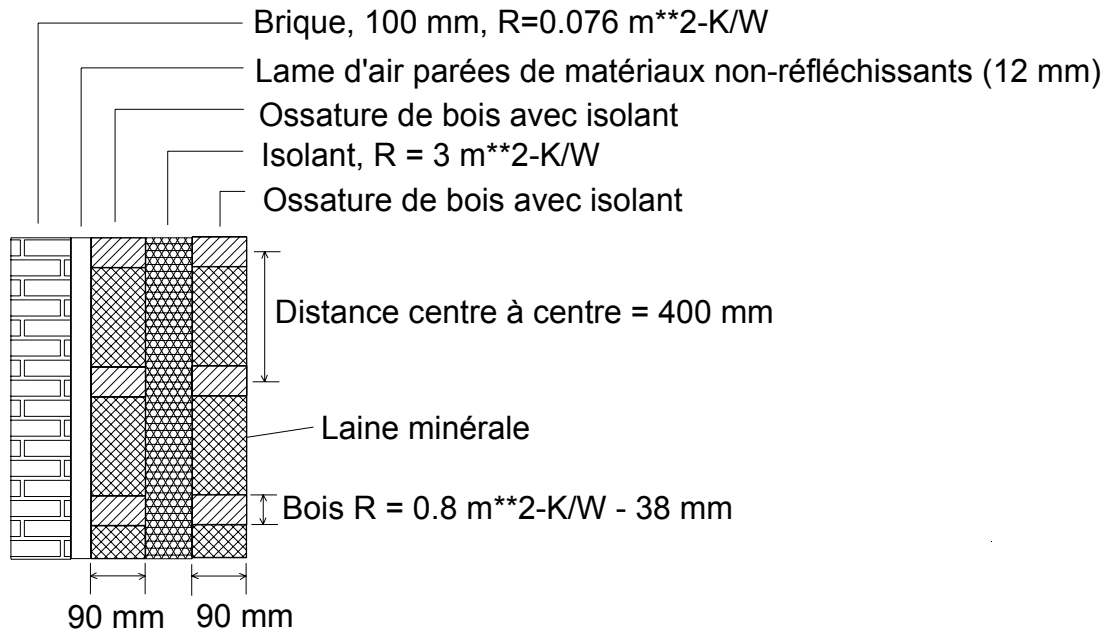 Brique, 100 mm, R=0.076 m**2-K/W
Lame d'air parées de matériaux non-réfléchissants (12 mm)
Ossature de bois avec isolant
Isolant, R = 3 m**2-K/W
Ossature de bois avec isolant
Distance centre à centre = 400 mm
Laine minérale
Bois R = 0.8 m**2-K/W - 38 mm
90 mm 90 mm